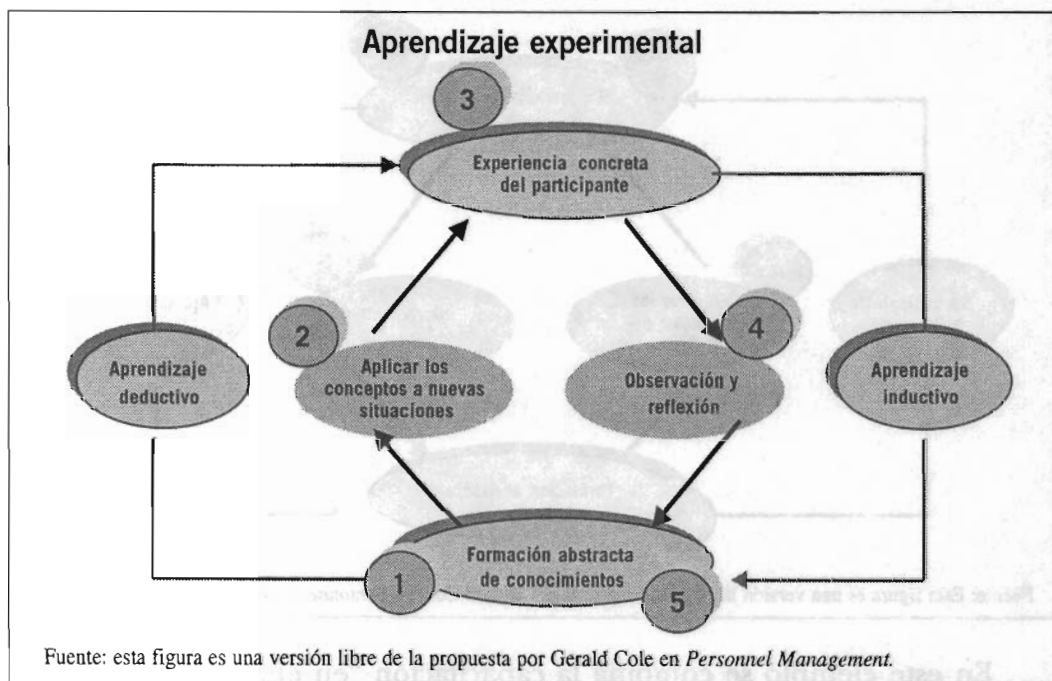 Aprendizaje experimental
3
Experiencia concreta
del participante
2
Aplicar los
conceptos a nuevas
situaciones
4
Observación y
reflexión
Aprendizaje
deductivo
Aprendizaje
inductivo
Formación abstracta
de conocimientos
1
5
Fuente: esta figura es una versión libre de la propuesta por Gerald Cole en Personnel Management.